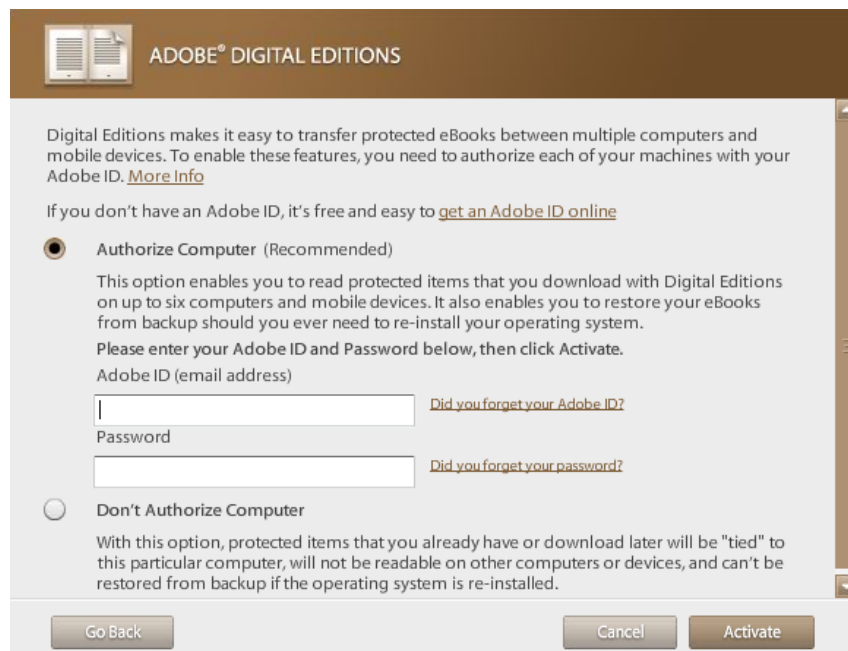 ADOBE® DIGITAL EDITIONS
Digital Editions makes it easy to transfer protected eBooks between multiple computers and
mobile devices. To enable these features, you need to authorize each of your machines with your
Adobe ID. More Info
If you don't have an Adobe ID, it's free and easy to get an Adobe ID online
Authorize Computer (Recommended)
This option enables you to read protected items that you download with Digital Editions
on up to six computers and mobile devices. It also enables you to restore your eBooks
from backup should you ever need to re-install your operating system.
Please enter your Adobe ID and Password below, then click Activate.
Adobe ID (email address)
Did you forget your Adobe ID?
Password
Did you forget your password?
Don't Authorize Computer
With this option, protected items that you already have or download later will be "tied" to
this particular computer, will not be readable on other computers or devices, and can't be
restored from backup if the operating system is re-installed.
Go Back Cancel Activate